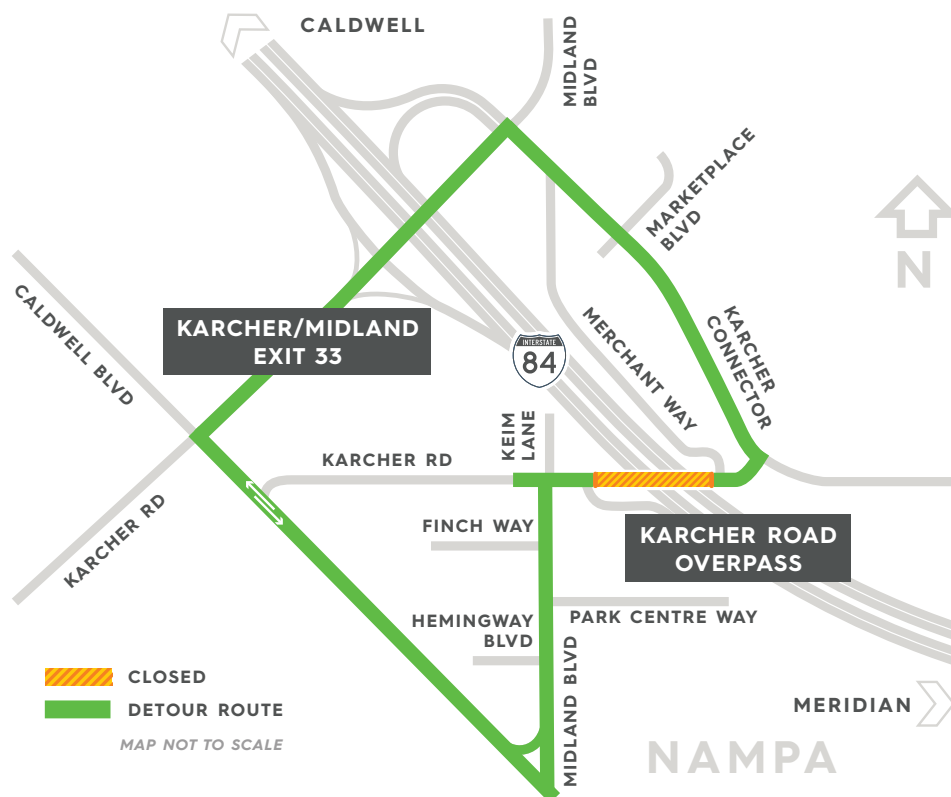 CALDWELL
MIDLAND
BLVD
MARKETPLACE
BLVD
N
CALDWELL BLVD
KARCHER/MIDLAND
EXIT 33
KARCHER
CONNECTOR
INTERSTATE
84
MERCHANT WAY
KEIM
LANE
KARCHER RD
KARCHER RD
FINCH WAY
KARCHER ROAD
OVERPASS
HEMINGWAY
BLVD
PARK CENTRE WAY
MIDLAND BLVD
CLOSED
DETOUR ROUTE
MAP NOT TO SCALE
MERIDIAN
NAMPA